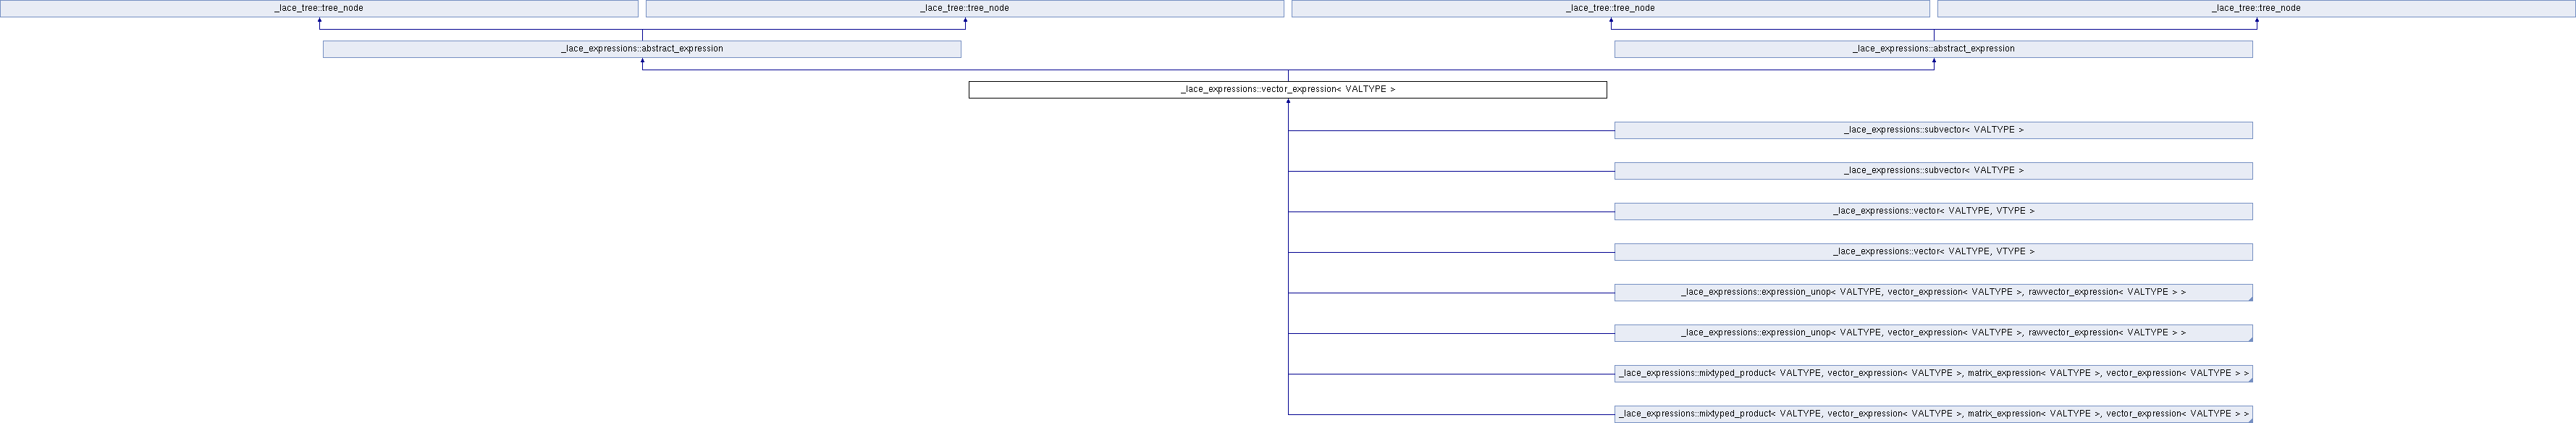 _lace_tree::tree_node
_lace_tree::tree_node
_lace_tree::tree_node
_lace_tree::tree_node
_lace_expressions::abstract_expression
_lace_expressions::abstract_expression
_lace_expressions::vector_expression< VALTYPE >
_lace_expressions::subvector< VALTYPE >
_lace_expressions::subvector< VALTYPE >
_lace_expressions::vector< VALTYPE, VTYPE >
_lace_expressions::vector< VALTYPE, VTYPE >
_lace_expressions::expression_unop< VALTYPE, vector_expression< VALTYPE >, rawvector_expression< VALTYPE > >
_lace_expressions::expression_unop< VALTYPE, vector_expression< VALTYPE >, rawvector_expression< VALTYPE > >
_lace_expressions::mixtyped_product< VALTYPE, vector_expression< VALTYPE >, matrix_expression< VALTYPE >, vector_expression< VALTYPE > >
_lace_expressions::mixtyped_product< VALTYPE, vector_expression< VALTYPE >, matrix_expression< VALTYPE >, vector_expression< VALTYPE > >